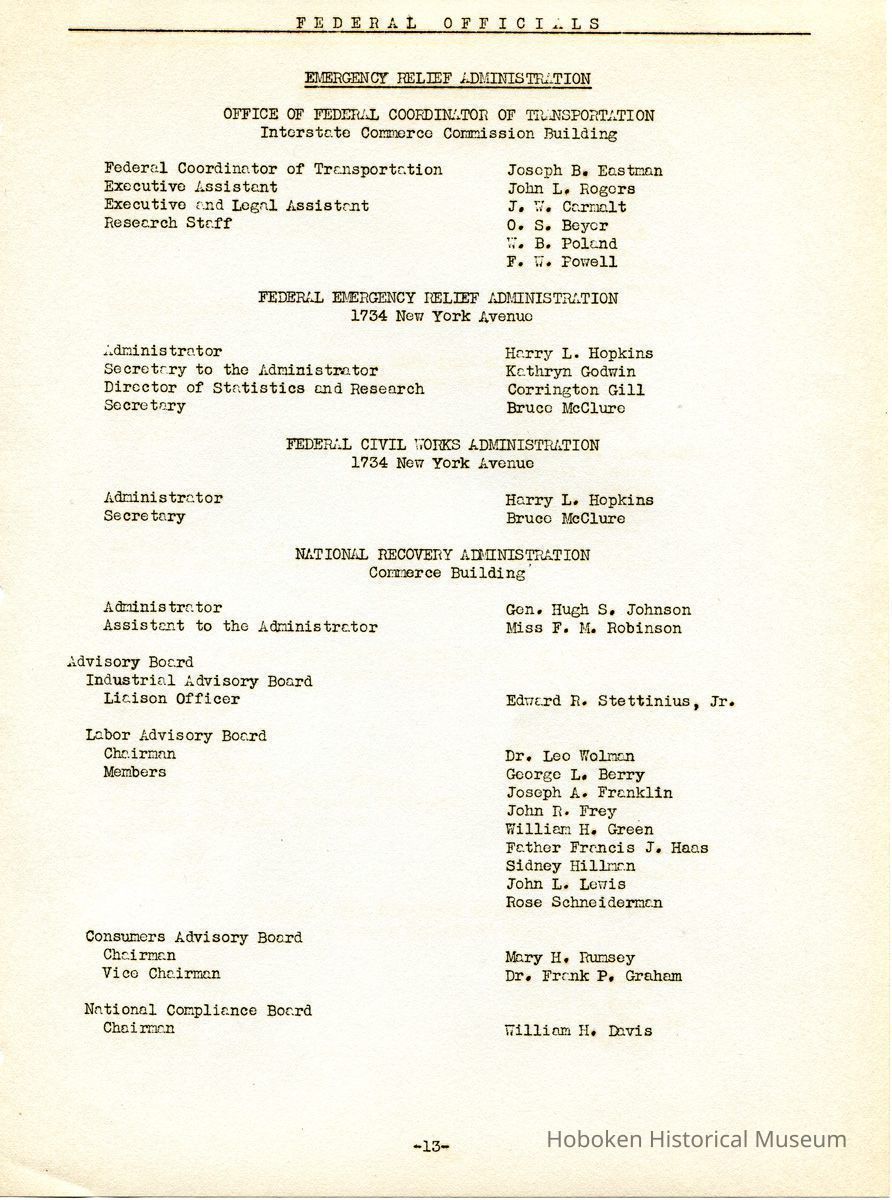 FEDERAL OFFICIALS
EMERGENCY RELIEF ADMINISTRATION
OFFICE OF FEDERAL COORDINATOR OF TRANSPORTATION
Interstate Commerce Commission Building
Federal Coordinator of Transportation Joseph B. Eastman
Executive Assistant John L. Rogers
Executive and Legal Assistant J. W. Carmalt
Research Staff O. S. Beyer
W. B. Poland
F. W. Powell
FEDERAL EMERGENCY RELIEF ADMINISTRATION
1734 New York Avenue
Administrator Harry L. Hopkins
Secretary to the Administrator Kathryn Godwin
Director of Statistics and Research Corrington Gill
Secretary Bruce McClure
FEDERAL CIVIL WORKS ADMINISTRATION
1734 New York Avenue
Administrator Harry L. Hopkins
Secretary Bruce McClure
NATIONAL RECOVERY ADMINISTRATION
Commerce Building
Administrator Gen. Hugh S. Johnson
Assistant to the Administrator Miss F. M. Robinson
Advisory Board
Industrial Advisory Board
Liaison Officer Edward R. Stettinius, Jr.
Labor Advisory Board
Chairman Dr. Leo Wolman
Members George L. Berry
Joseph A. Franklin
John R. Frey
William H. Green
Father Francis J. Haas
Sidney Hillman
John L. Lewis
Rose Schneiderman
Consumers Advisory Board
Chairman Mary H. Rumsey
Vice Chairman Dr. Frank P. Graham
National Compliance Board
Chairman William H. Davis
-13-
Hoboken Historical Museum